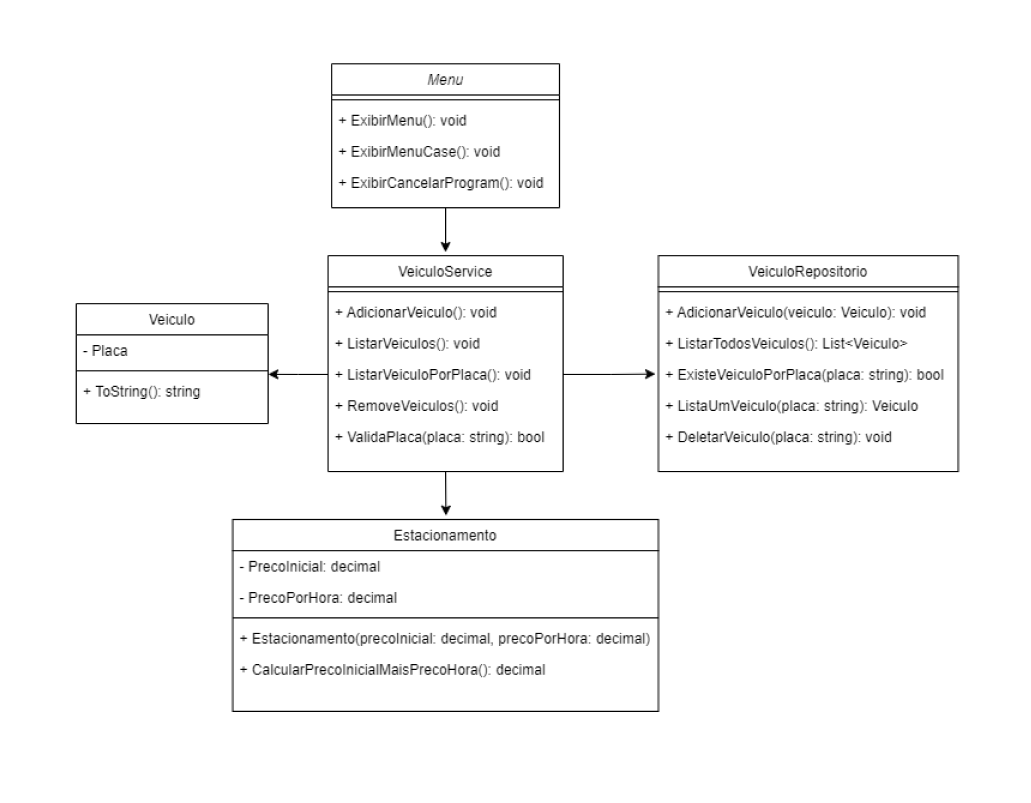 Menu
+ ExibirMenu(): void
+ ExibirMenuCase(): void
+ ExibirCancelarProgram(): void
VeiculoService
+ AdicionarVeiculo(): void
+ ListarVeiculos(): void
+ ListarVeiculoPorPlaca(): void
+ RemoveVeiculos(): void
+ ValidaPlaca(placa: string): bool
VeiculoRepositorio
+ AdicionarVeiculo(veiculo: Veiculo): void
+ ListarTodosVeiculos(): List<Veiculo>
+ ExisteVeiculoPorPlaca(placa: string): bool
+ ListaUmVeiculo(placa: string): Veiculo
+ DeletarVeiculo(placa: string): void
Veiculo
- Placa
+ ToString(): string
Estacionamento
- PrecoInicial: decimal
- PrecoPorHora: decimal
+ Estacionamento(precoInicial: decimal, precoPorHora: decimal)
+ CalcularPrecoInicialMaisPrecoHora(): decimal